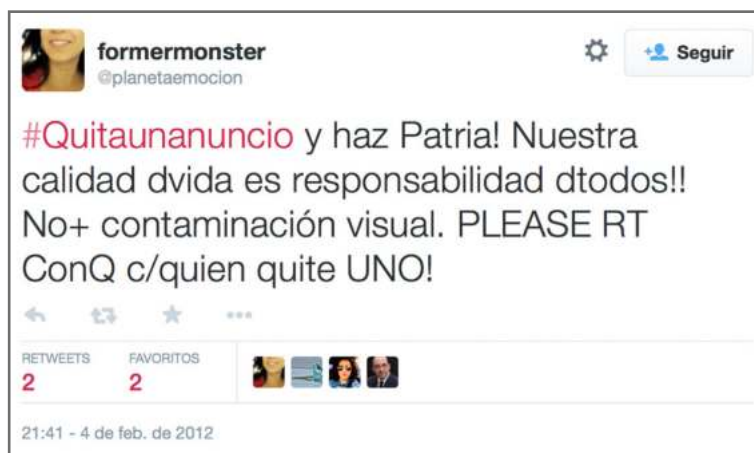 formermonster
@planetaemocion
Seguir
#Quitaunanuncio y haz Patria! Nuestra
calidad dvida es responsabilidad dtodos!!
No+ contaminación visual. PLEASE RT
ConQ c/quien quite UNO!
RETWEETS FAVORITOS
2 2
21:41 - 4 de feb. de 2012